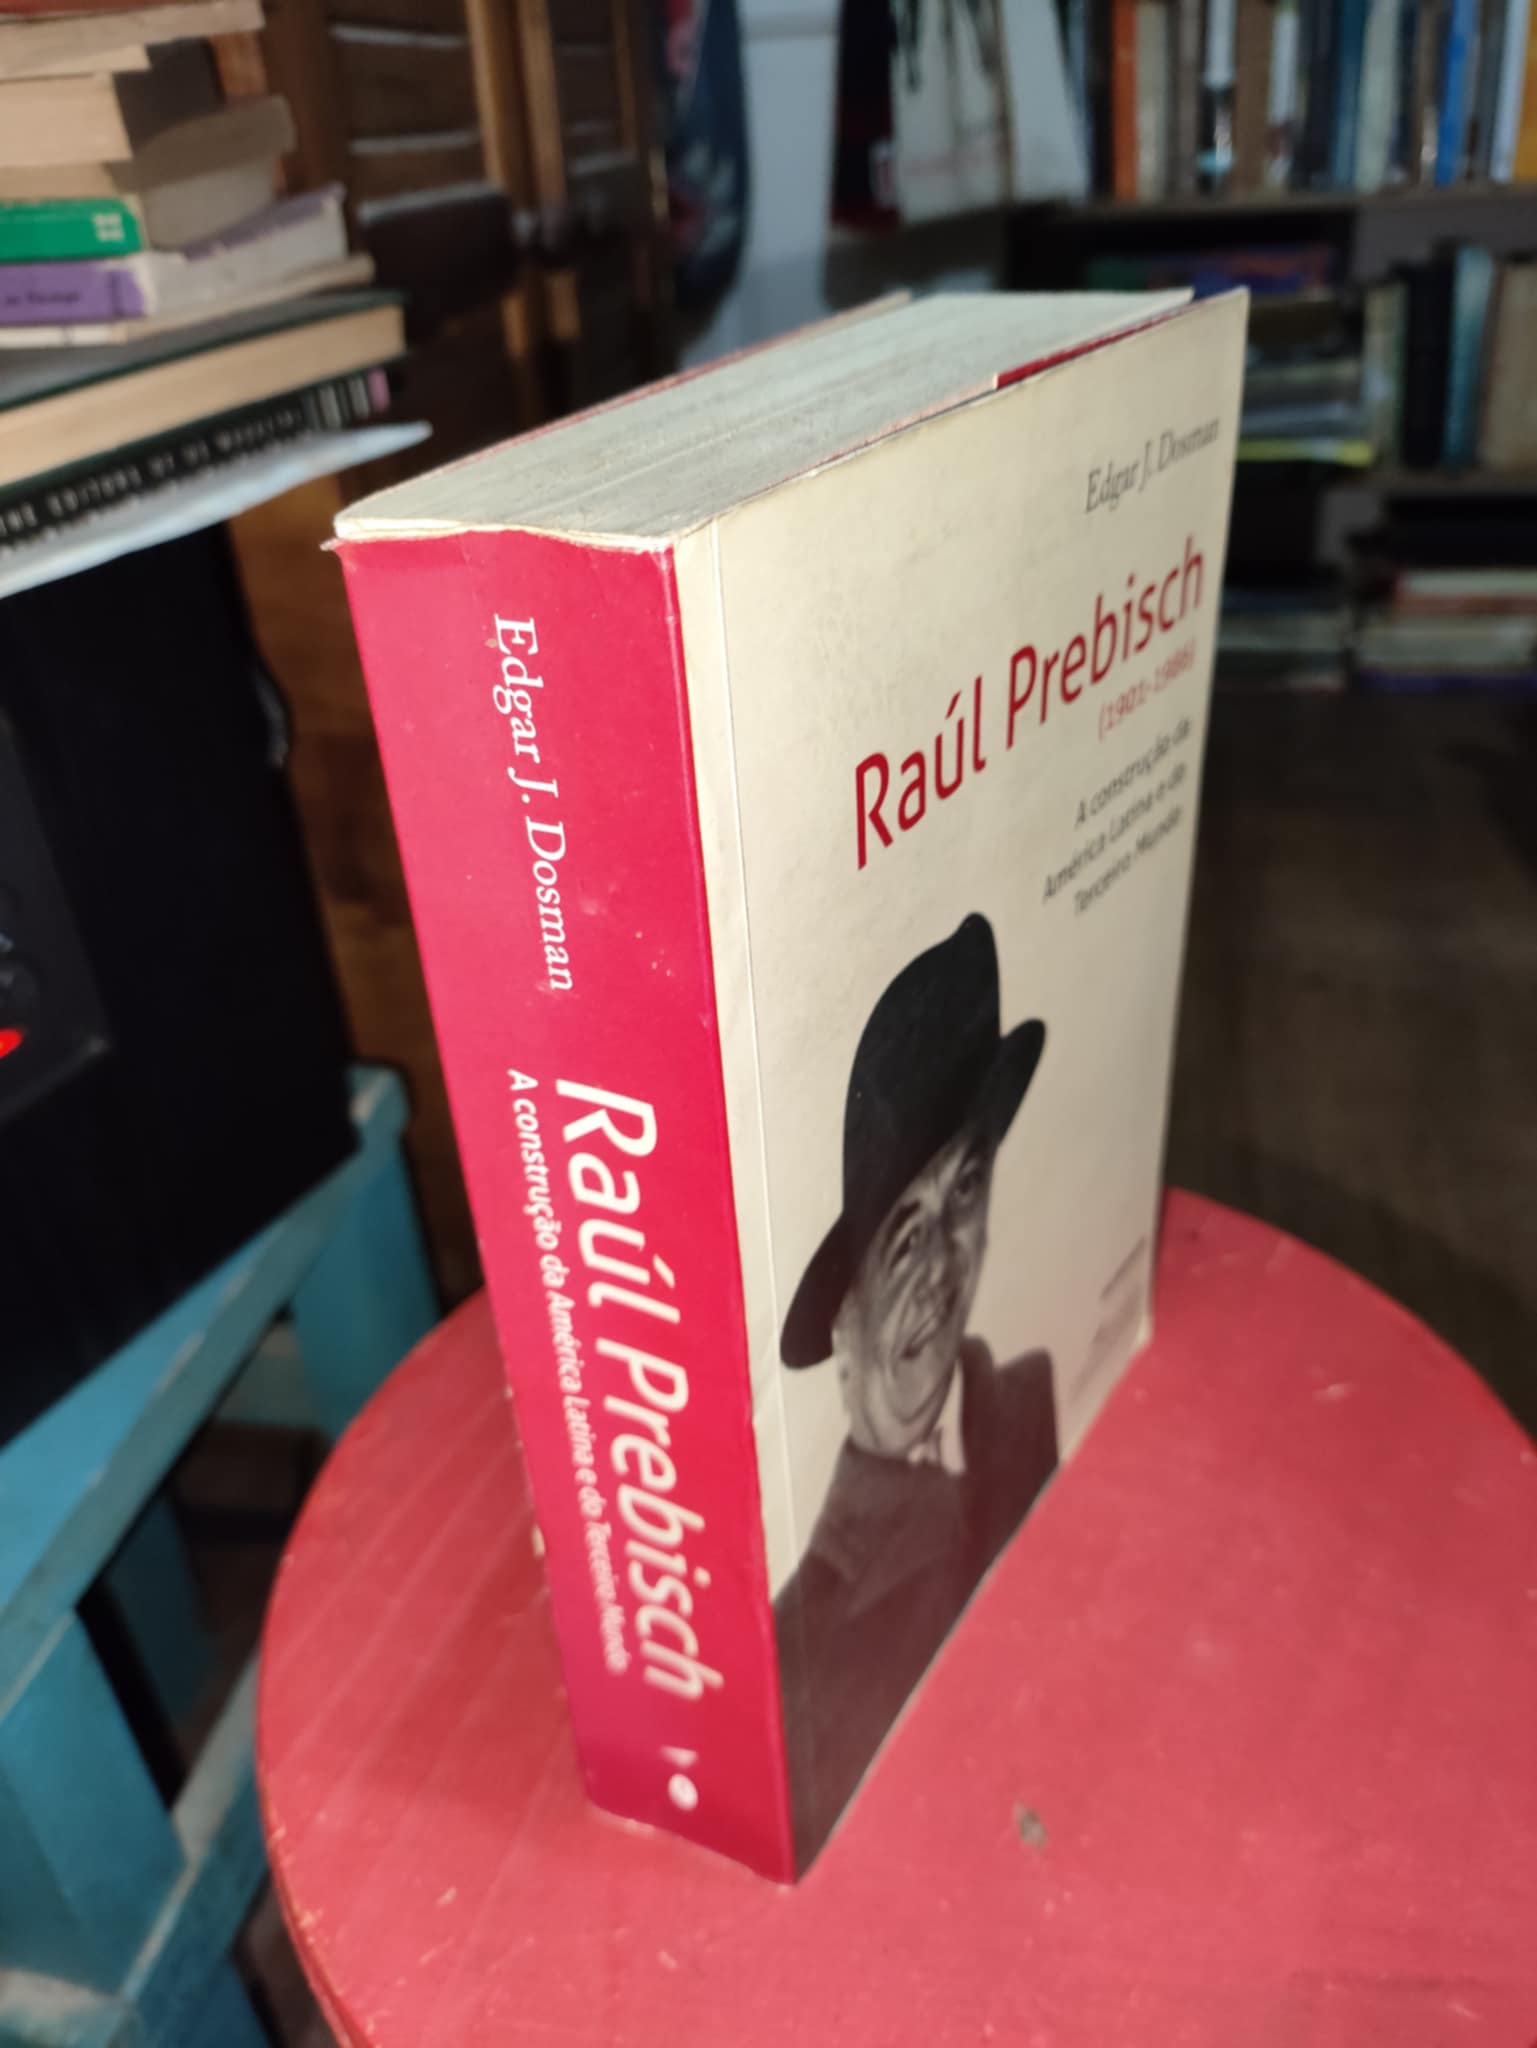 Edgar J. Dosman
Raúl Prebisch
(1901-1986)
A construção da
América Latina e do
Terceiro Mundo
Edgar J. Dosman
Raúl Prebisch
A construção da América Latina e do Terceiro Mundo